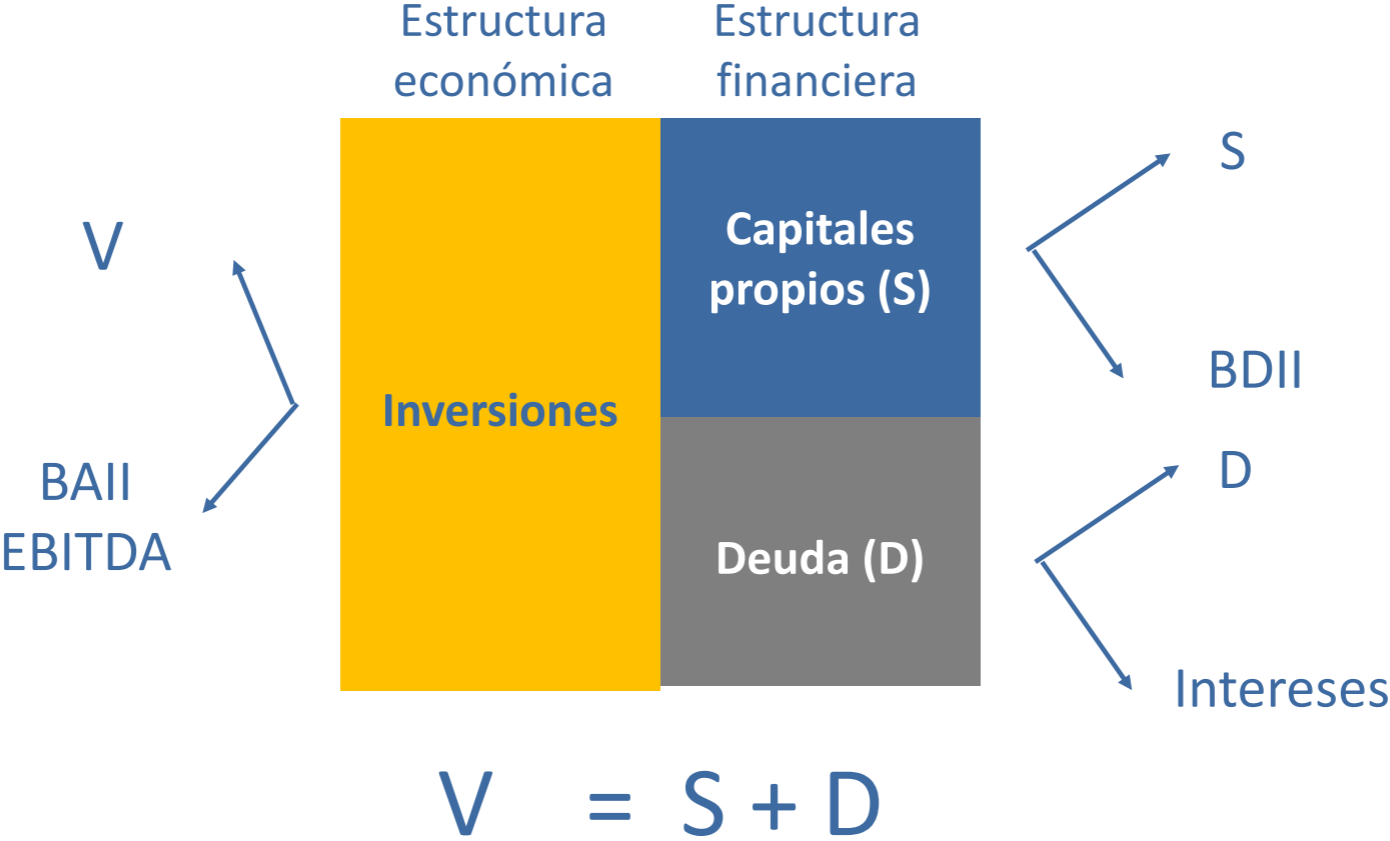 Estructura
económica
Estructura
financiera
V
BAII
EBITDA
Inversiones
Capitales
propios (S)
Deuda (D)
S
BDII
D
Intereses
V = S + D